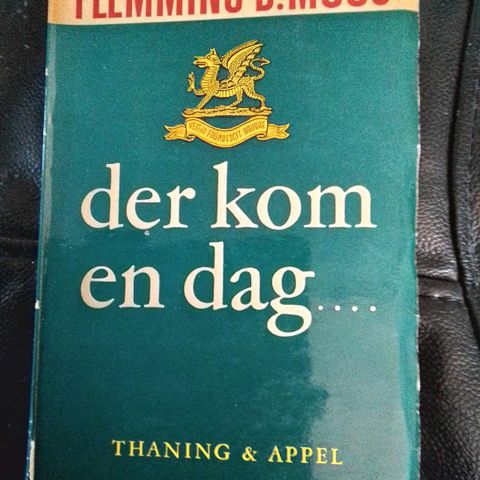 FLEMMING B. MUUS
der kom
en dag....
THANING & APPEL